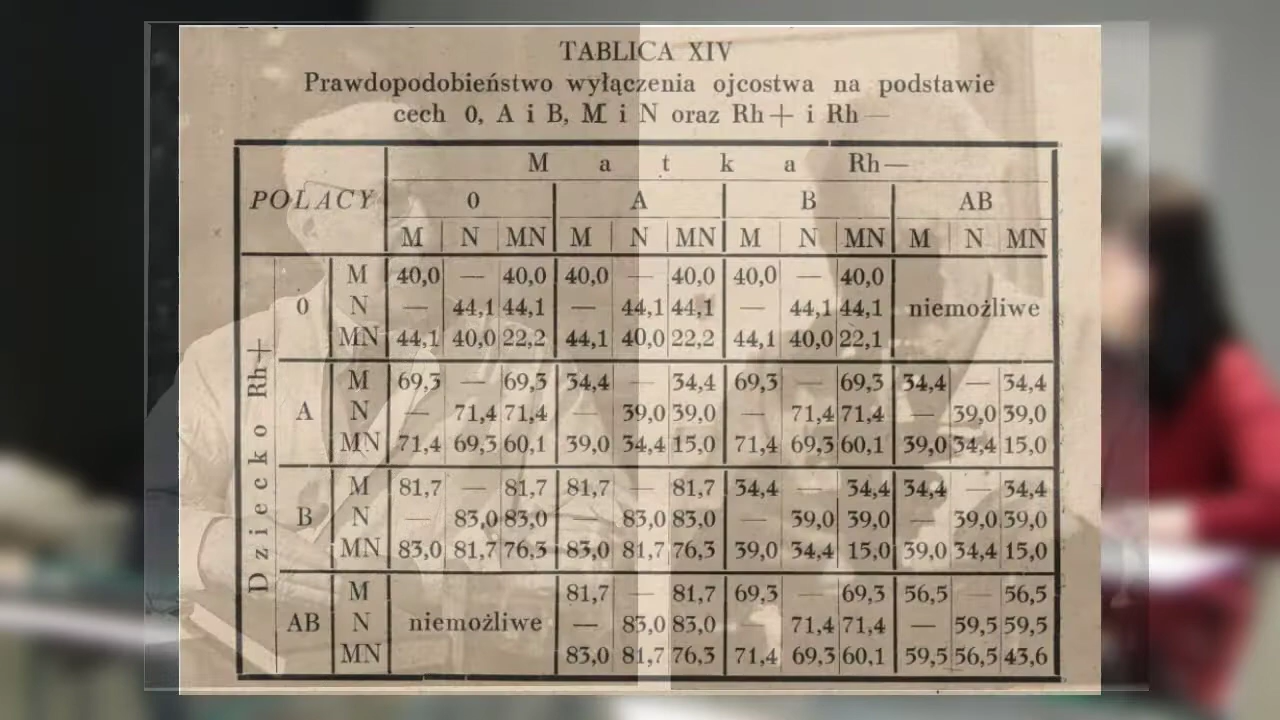 TABLICA XIV
Prawdopodobieństwo wyłączenia ojcostwa na podstawie
cech 0, A i B, M i N oraz Rh+ i Rh—
POLACY
Matka Rh—
0 A B AB
M N MN M N MN M N MN M N MN
Dziecko Rh+
0 M 40,0 — 40,0 40,0 — 40,0 40,0 — 40,0 niemożliwe
N — 44,1 44,1 — 44,1 44,1 — 44,1 44,1
MN 44,1 40,0 22,2 44,1 40,0 22,2 44,1 40,0 22,1
A M 69,3 — 69,3 34,4 — 34,4 69,3 — 69,3 34,4 — 34,4
N — 71,4 71,4 — 39,0 39,0 — 71,4 71,4 — 39,0 39,0
MN 71,4 69,3 60,1 39,0 34,4 15,0 71,4 69,3 60,1 39,0 34,4 15,0
B M 81,7 — 81,7 81,7 — 81,7 34,4 — 34,4 34,4 — 34,4
N — 83,0 83,0 — 83,0 83,0 — 39,0 39,0 — 39,0 39,0
MN 83,0 81,7 76,3 83,0 81,7 76,3 39,0 34,4 15,0 39,0 34,4 15,0
AB M niemożliwe 81,7 — 81,7 69,3 — 69,3 56,5 — 56,5
N — 83,0 83,0 — 71,4 71,4 — 59,5 59,5
MN 83,0 81,7 76,3 71,4 69,3 60,1 59,5 56,5 43,6